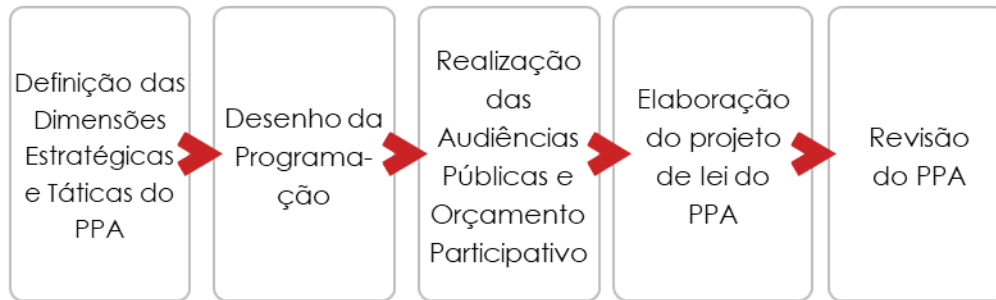 Definição das
Dimensões
Estratégicas
e Táticas do
PPA
Desenho da
Programa-
ção
Realização
das
Audiências
Públicas e
Orçamento
Participativo
Elaboração
do projeto
de lei do
PPA
Revisão
do PPA